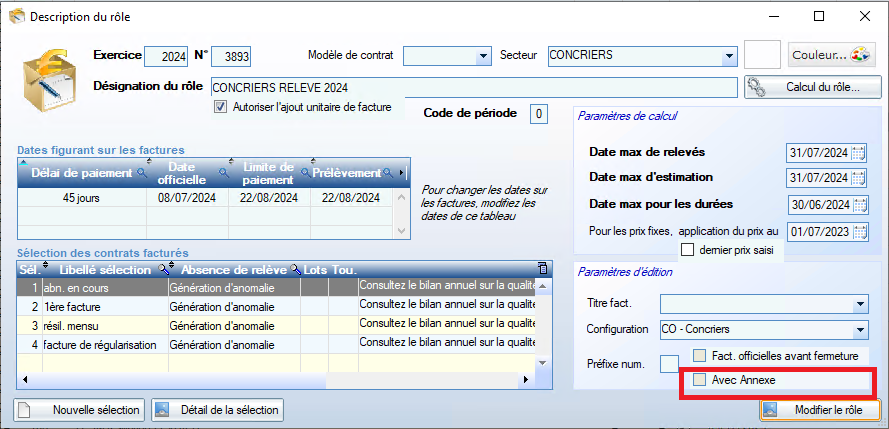 Description du rôle
Exercice 2024 N° 3893 Modèle de contrat Secteur CONCRIERS Couleur...
Désignation du rôle CONCRIERS RELEVE 2024 Calcul du rôle...
Autoriser l'ajout unitaire de facture Code de période 0
Paramètres de calcul
Dates figurant sur les factures
Délai de paiement Date officielle Limite de paiement Prélèvement
45 jours 08/07/2024 22/08/2024 22/08/2024
Pour changer les dates sur
les factures, modifiez les
dates de ce tableau
Date max de relevés 31/07/2024
Date max d'estimation 31/07/2024
Date max pour les durées 30/06/2024
Pour les prix fixes, application du prix au 01/07/2023
dernier prix saisi
Sélection des contrats facturés
Sél. Libellé sélection Absence de relève Lots Tou.
1 abn. en cours Génération d'anomalie Consultez le bilan annuel sur la qualité
2 1ère facture Génération d'anomalie Consultez le bilan annuel sur la qualité
3 résil. mensu Génération d'anomalie Consultez le bilan annuel sur la qualité
4 facture de régularisation Génération d'anomalie Consultez le bilan annuel sur la qualité
Paramètres d'édition
Titre fact.
Configuration CO - Concriers
Préfixe num.
Fact. officielles avant fermeture
Avec Annexe
Nouvelle sélection Détail de la sélection Modifier le rôle